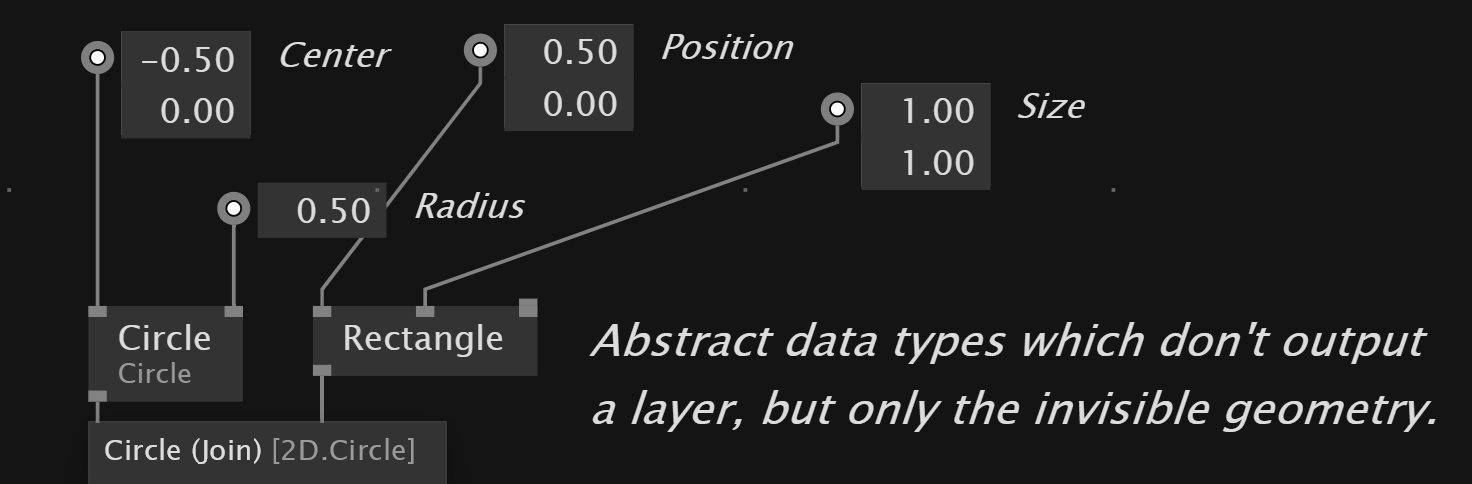 −0.50
0.00
Center
0.50
0.00
Position
1.00
1.00
Size
0.50
Radius
Circle
Circle
Rectangle
Abstract data types which don't output
a layer, but only the invisible geometry.
Circle (Join) [2D.Circle]